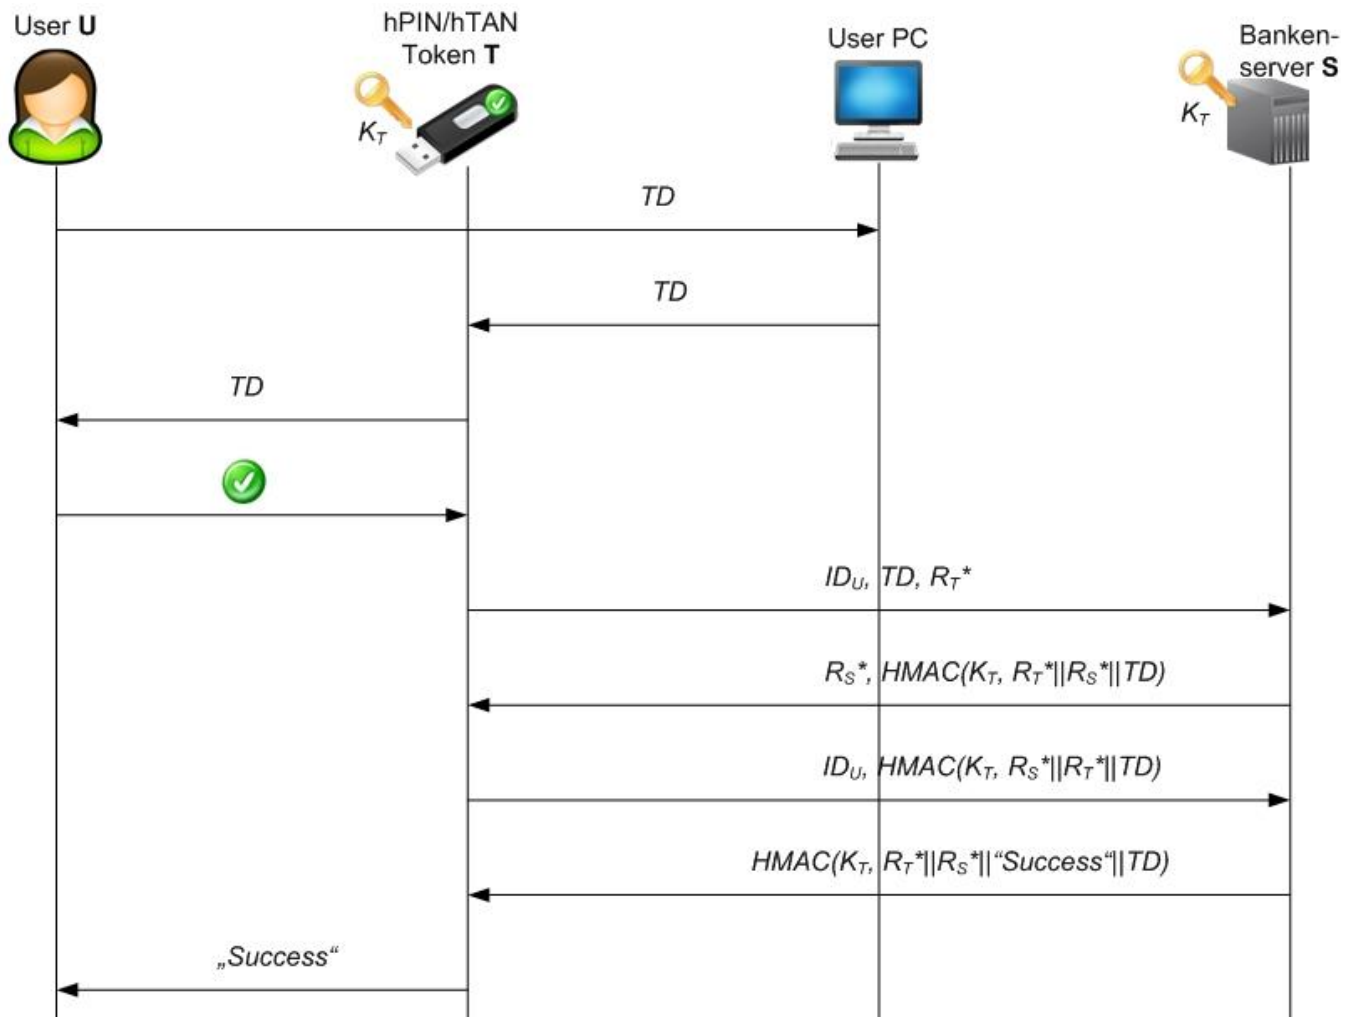 User U
hPIN/hTAN
Token T
User PC
Banken-
server S
K_T
K_T
TD
TD
TD
ID_U, TD, R_T*
R_S*, HMAC(K_T, R_T*||R_S*||TD)
ID_U, HMAC(K_T, R_S*||R_T*||TD)
HMAC(K_T, R_T*||R_S*||“Success“||TD)
„Success“